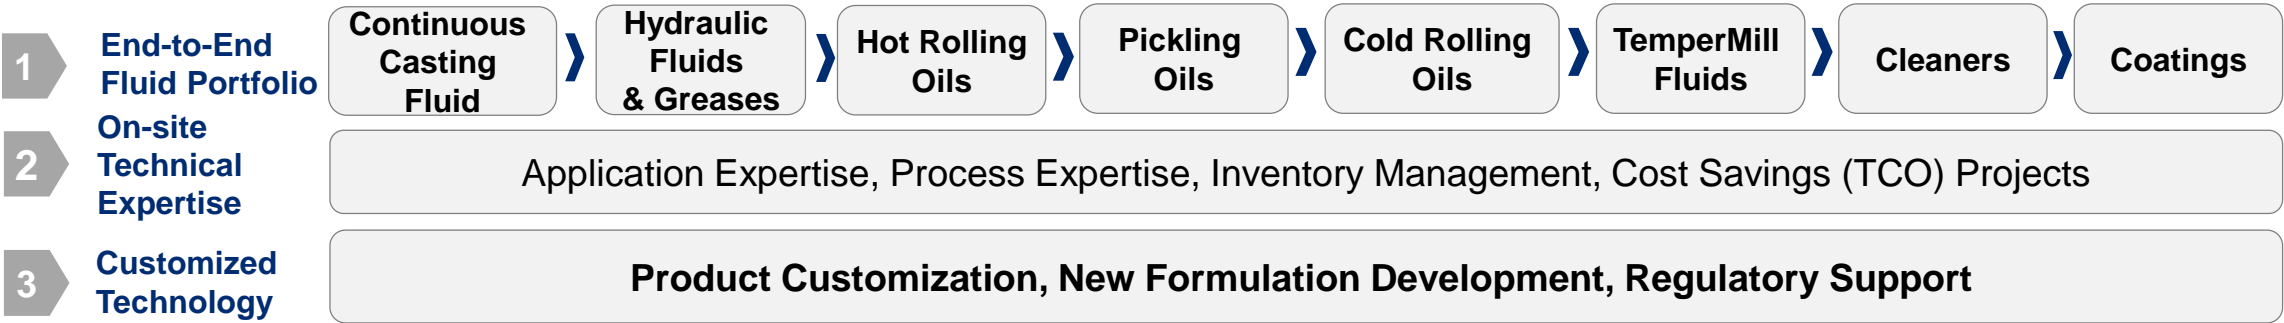 1
End-to-End
Fluid Portfolio
Continuous
Casting
Fluid
Hydraulic
Fluids
& Greases
Hot Rolling
Oils
Pickling
Oils
Cold Rolling
Oils
TemperMill
Fluids
Cleaners
Coatings
2
On-site
Technical
Expertise
Application Expertise, Process Expertise, Inventory Management, Cost Savings (TCO) Projects
3
Customized
Technology
Product Customization, New Formulation Development, Regulatory Support